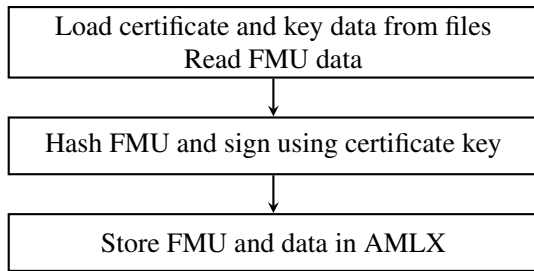 Load certificate and key data from files
Read FMU data
Hash FMU and sign using certificate key
Store FMU and data in AMLX